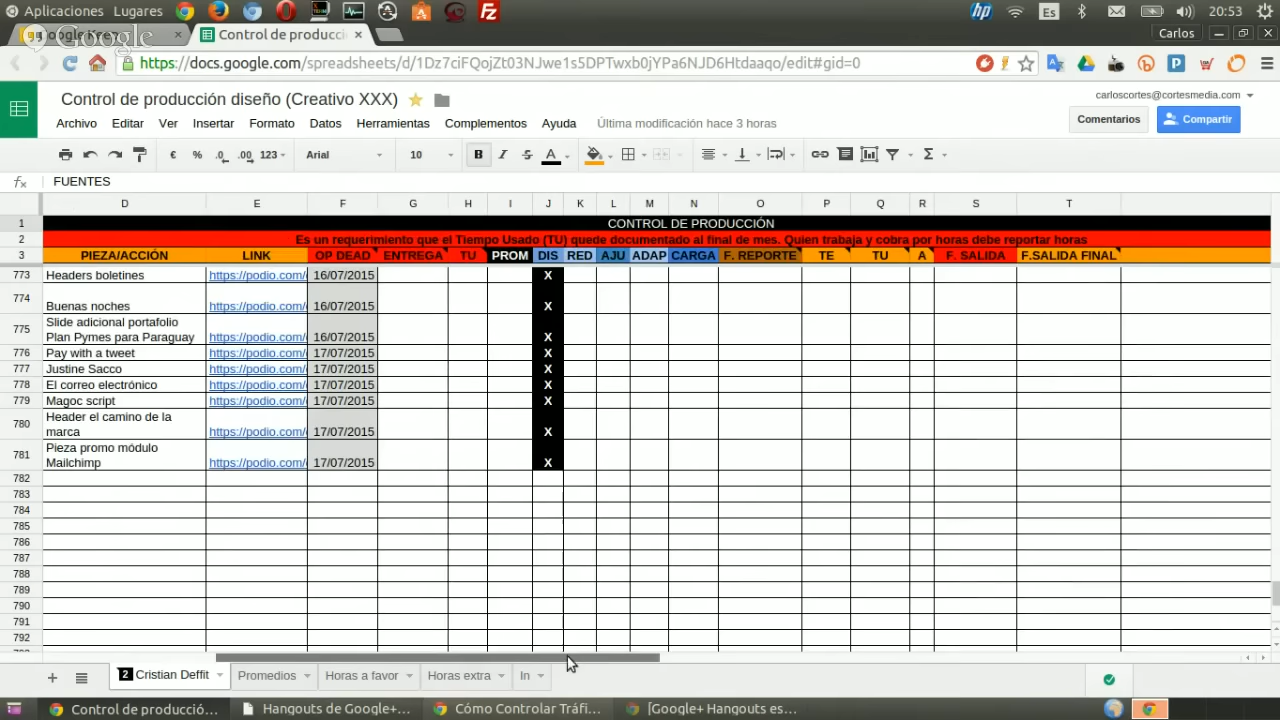 Aplicaciones Lugares Es 20:53
Google Control de producci Carlos
https://docs.google.com/spreadsheets/d/1Dz7ciFQojZt03NJwe1s5DPTwxb0jYPa6NJD6Htdaaqo/edit#gid=0
Control de producción diseño (Creativo XXX) carloscortes@cortesmedia.com
Archivo Editar Ver Insertar Formato Datos Herramientas Complementos Ayuda Última modificación hace 3 horas Comentarios Compartir
€ % .0 .00 123 Arial 10 B I S A Σ
fx FUENTES
D E F G H I J K L M N O P Q R S T
1 CONTROL DE PRODUCCIÓN
2 Es un requerimiento que el Tiempo Usado (TU) quede documentado al final de mes. Quien trabaja y cobra por horas debe reportar horas
3 PIEZA/ACCIÓN LINK OP DEAD ENTREGA TU PROM DIS RED AJU ADAP CARGA F. REPORTE TE TU A F. SALIDA F.SALIDA FINAL
773 Headers boletines https://podio.com/ 16/07/2015 X
774 Buenas noches https://podio.com/ 16/07/2015 X
775 Slide adicional portafolio
Plan Pymes para Paraguay https://podio.com/ 16/07/2015 X
776 Pay with a tweet https://podio.com/ 17/07/2015 X
777 Justine Sacco https://podio.com/ 17/07/2015 X
778 El correo electrónico https://podio.com/ 17/07/2015 X
779 Magoc script https://podio.com/ 17/07/2015 X
780 Header el camino de la
marca https://podio.com/ 17/07/2015 X
781 Pieza promo módulo
Mailchimp https://podio.com/ 17/07/2015 X
782
783
784
785
786
787
788
789
790
791
792
2 Cristian Deffit Promedios Horas a favor Horas extra In
Control de producció... Hangouts de Google+... Cómo Controlar Tráfi... [Google+ Hangouts es...